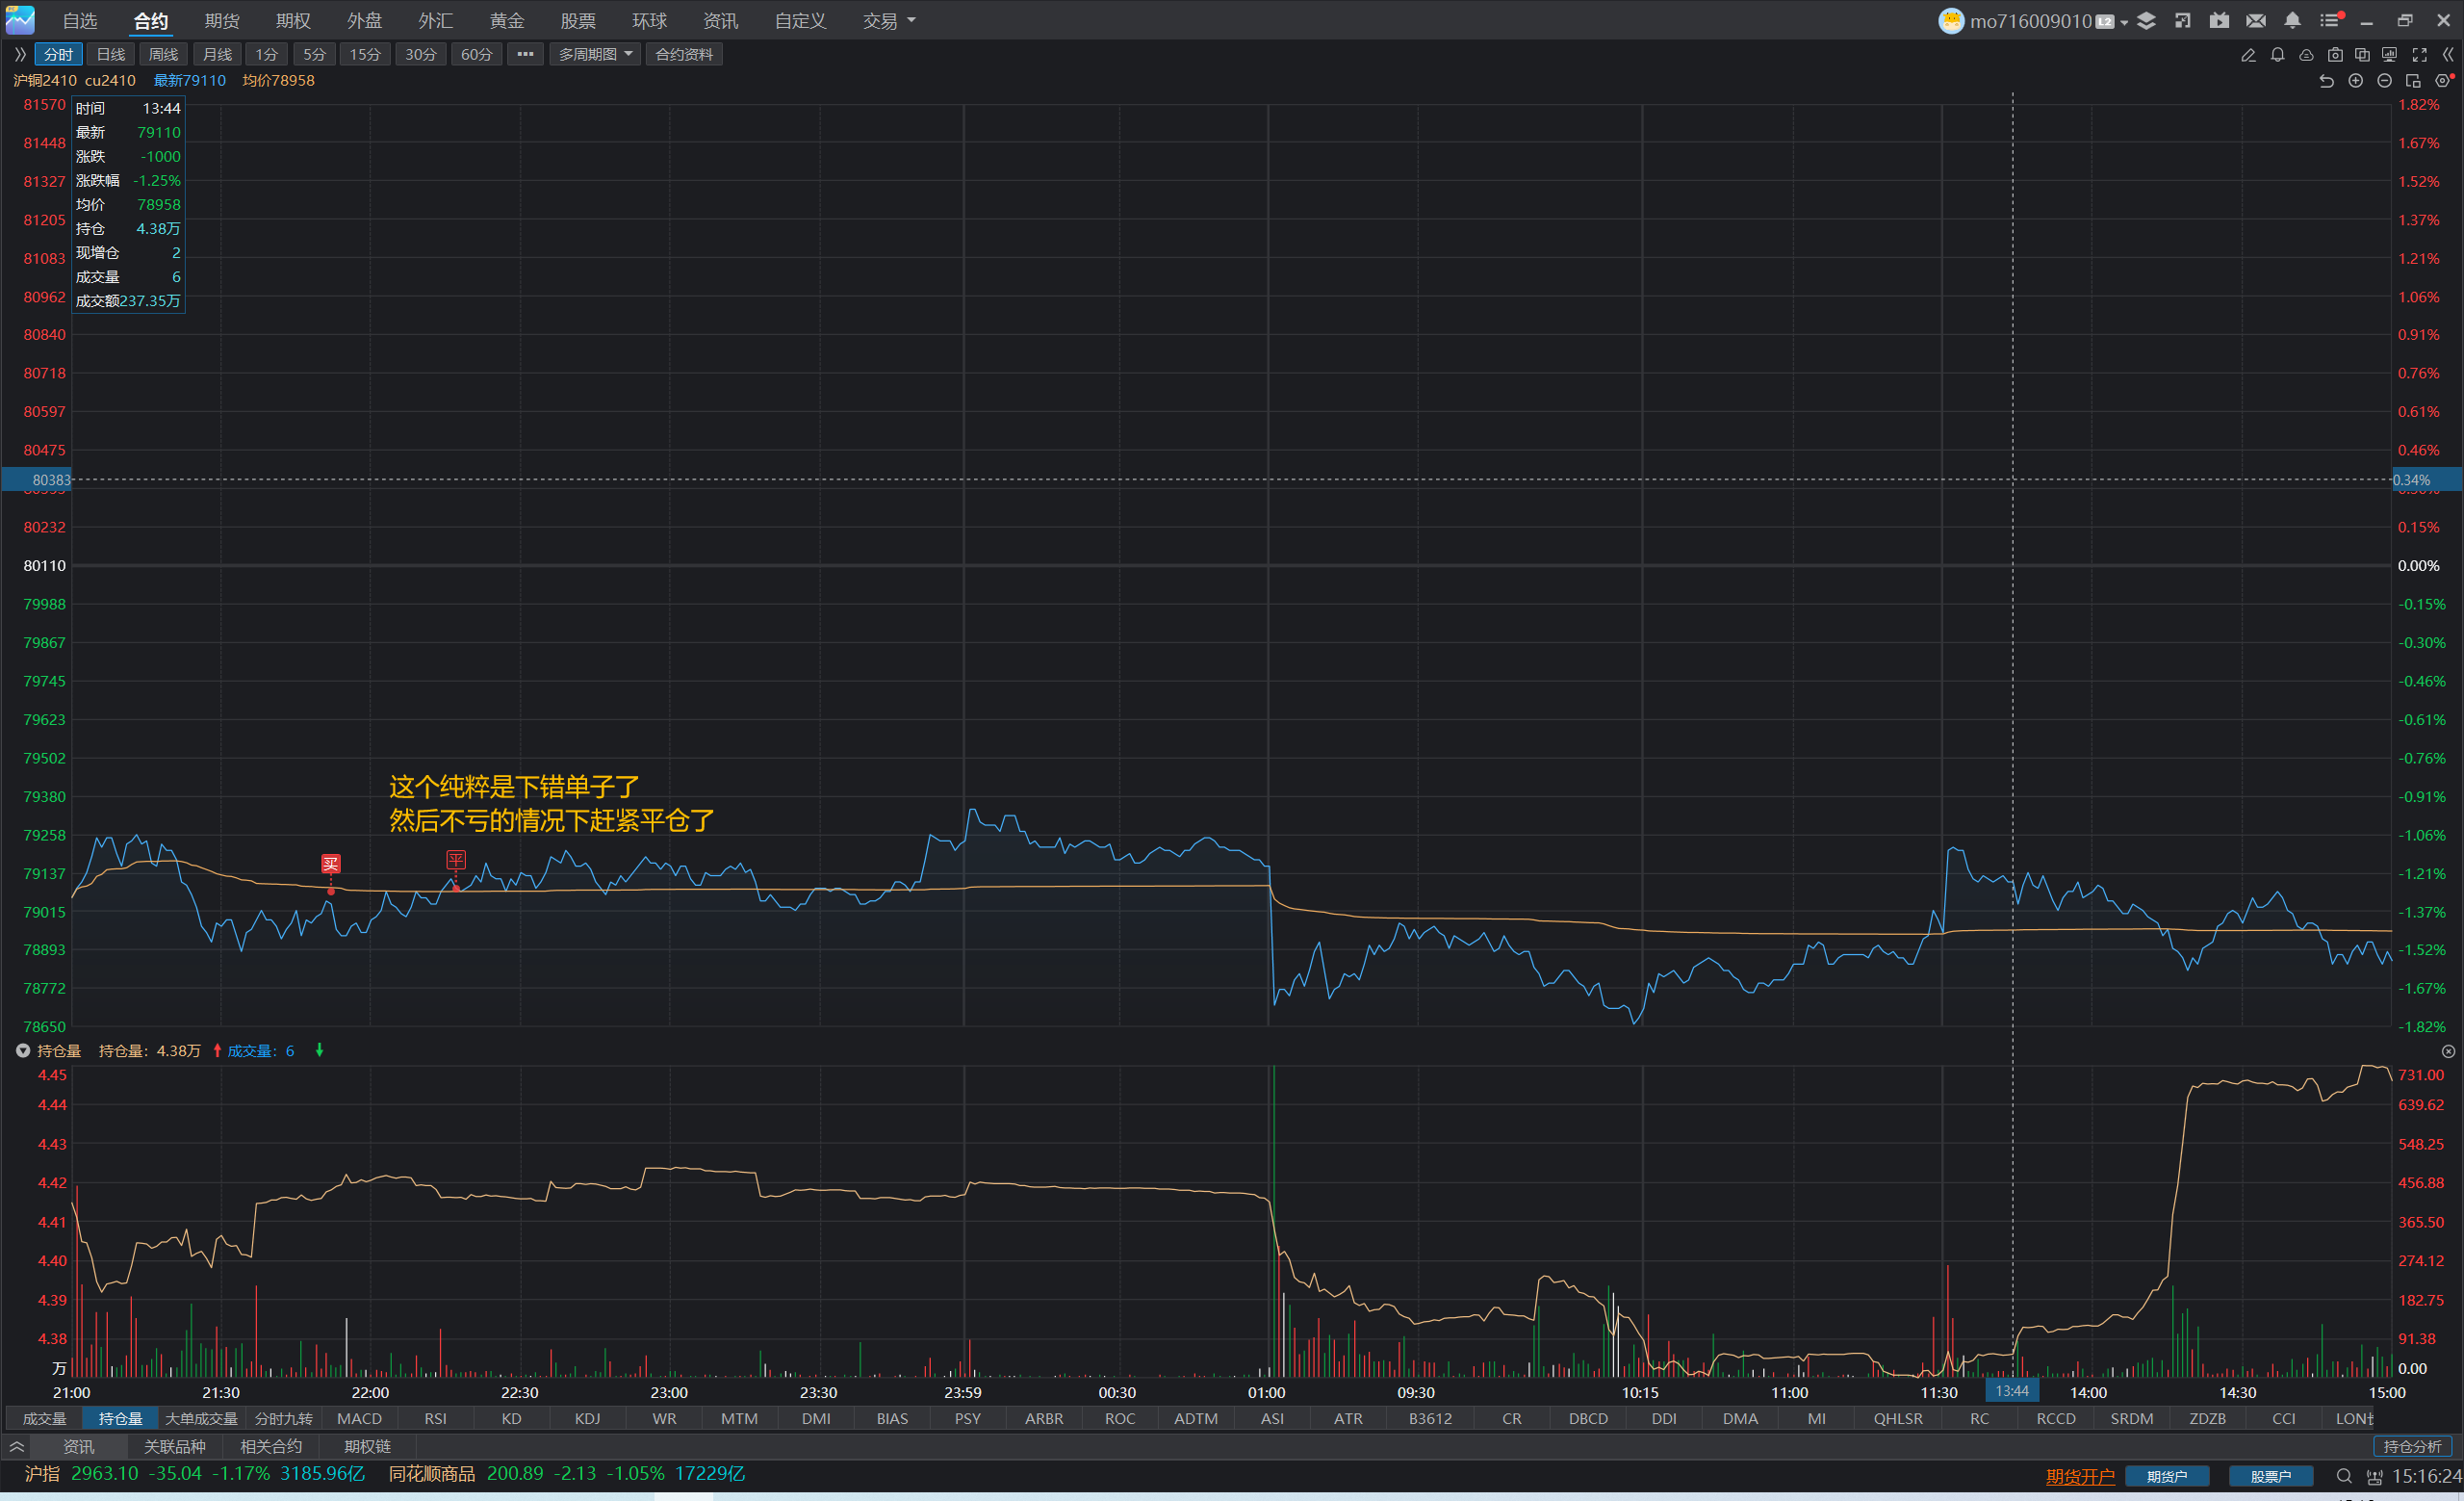 自选 合约 期货 期权 外盘 外汇 黄金 股票 环球 资讯 自定义 交易 mo716009010 L2
分时 日线 周线 月线 1分 5分 15分 30分 60分 ••• 多周期图 合约资料
沪铜2410 cu2410 最新79110 均价78958
时间 13:44
最新 79110
涨跌 -1000
涨跌幅 -1.25%
均价 78958
持仓 4.38万
现增仓 2
成交量 6
成交额237.35万
81570 1.82%
81448 1.67%
81327 1.52%
81205 1.37%
81083 1.21%
80962 1.06%
80840 0.91%
80718 0.76%
80597 0.61%
80475 0.46%
80383 0.34%
80232 0.15%
80110 0.00%
79988 -0.15%
79867 -0.30%
79745 -0.46%
79623 -0.61%
79502 -0.76%
79380 -0.91%
79258 -1.06%
79137 -1.21%
79015 -1.37%
78893 -1.52%
78772 -1.67%
78650 -1.82%
这个纯粹是下错单子了
然后不亏的情况下赶紧平仓了
买 平
持仓量 持仓量: 4.38万 成交量: 6
4.45 731.00
4.44 639.62
4.43 548.25
4.42 456.88
4.41 365.50
4.40 274.12
4.39 182.75
4.38 91.38
万 0.00
21:00 21:30 22:00 22:30 23:00 23:30 23:59 00:30 01:00 09:30 10:15 11:00 11:30 13:44 14:00 14:30 15:00
成交量 持仓量 大单成交量 分时九转 MACD RSI KD KDJ WR MTM DMI BIAS PSY ARBR ROC ADTM ASI ATR B3612 CR DBCD DDI DMA MI QHLSR RC RCCD SRDM ZDZB CCI
资讯 关联品种 相关合约 期权链 持仓分析
沪指 2963.10 -35.04 -1.17% 3185.96亿 同花顺商品 200.89 -2.13 -1.05% 17229亿 期货开户 期货户 股票户 15:16:24